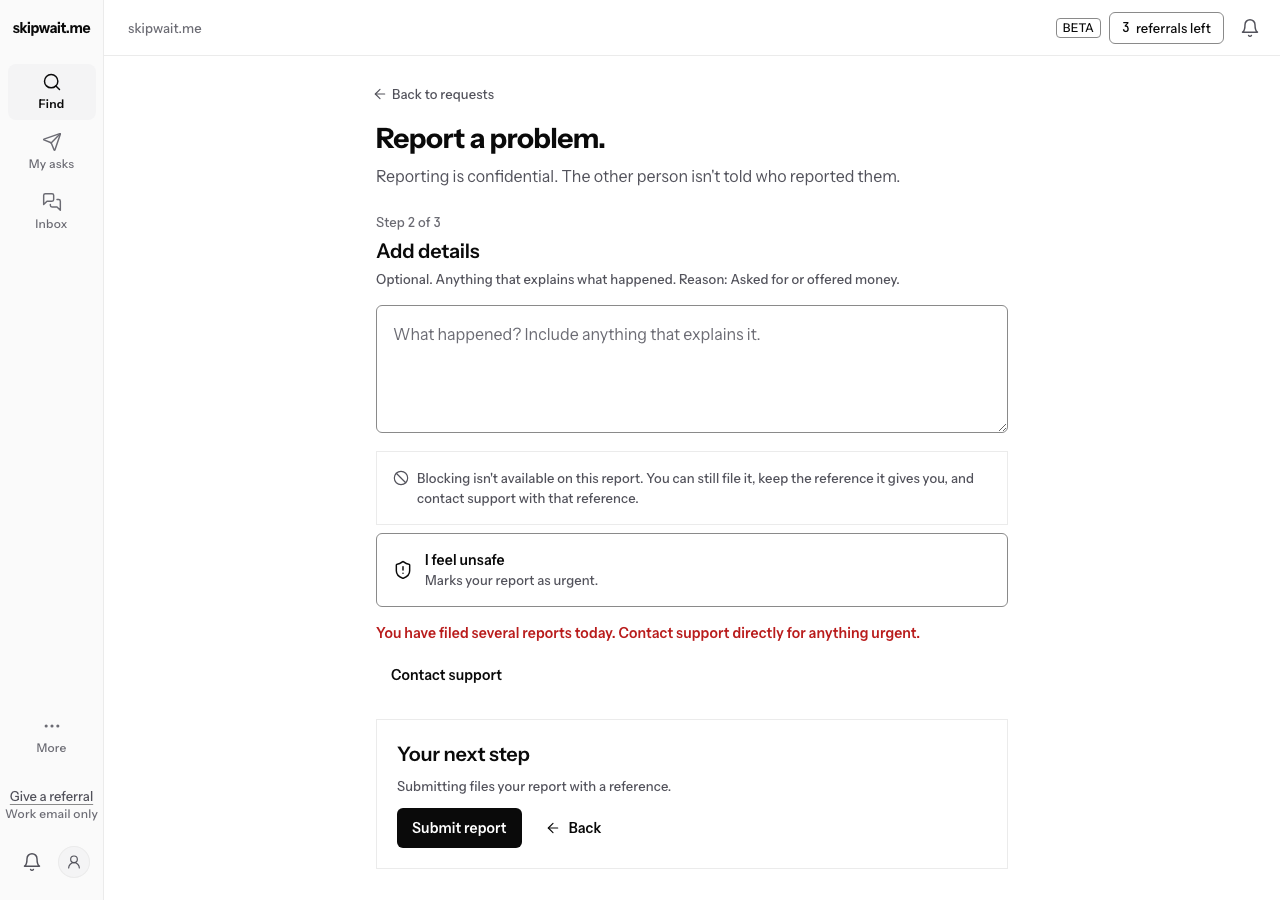 skipwait.me
Find
My asks
Inbox
More
Give a referral
Work email only
skipwait.me
BETA
3 referrals left
Back to requests
Report a problem.
Reporting is confidential. The other person isn't told who reported them.
Step 2 of 3
Add details
Optional. Anything that explains what happened. Reason: Asked for or offered money.
What happened? Include anything that explains it.
Blocking isn't available on this report. You can still file it, keep the reference it gives you, and
contact support with that reference.
I feel unsafe
Marks your report as urgent.
You have filed several reports today. Contact support directly for anything urgent.
Contact support
Your next step
Submitting files your report with a reference.
Submit report
Back